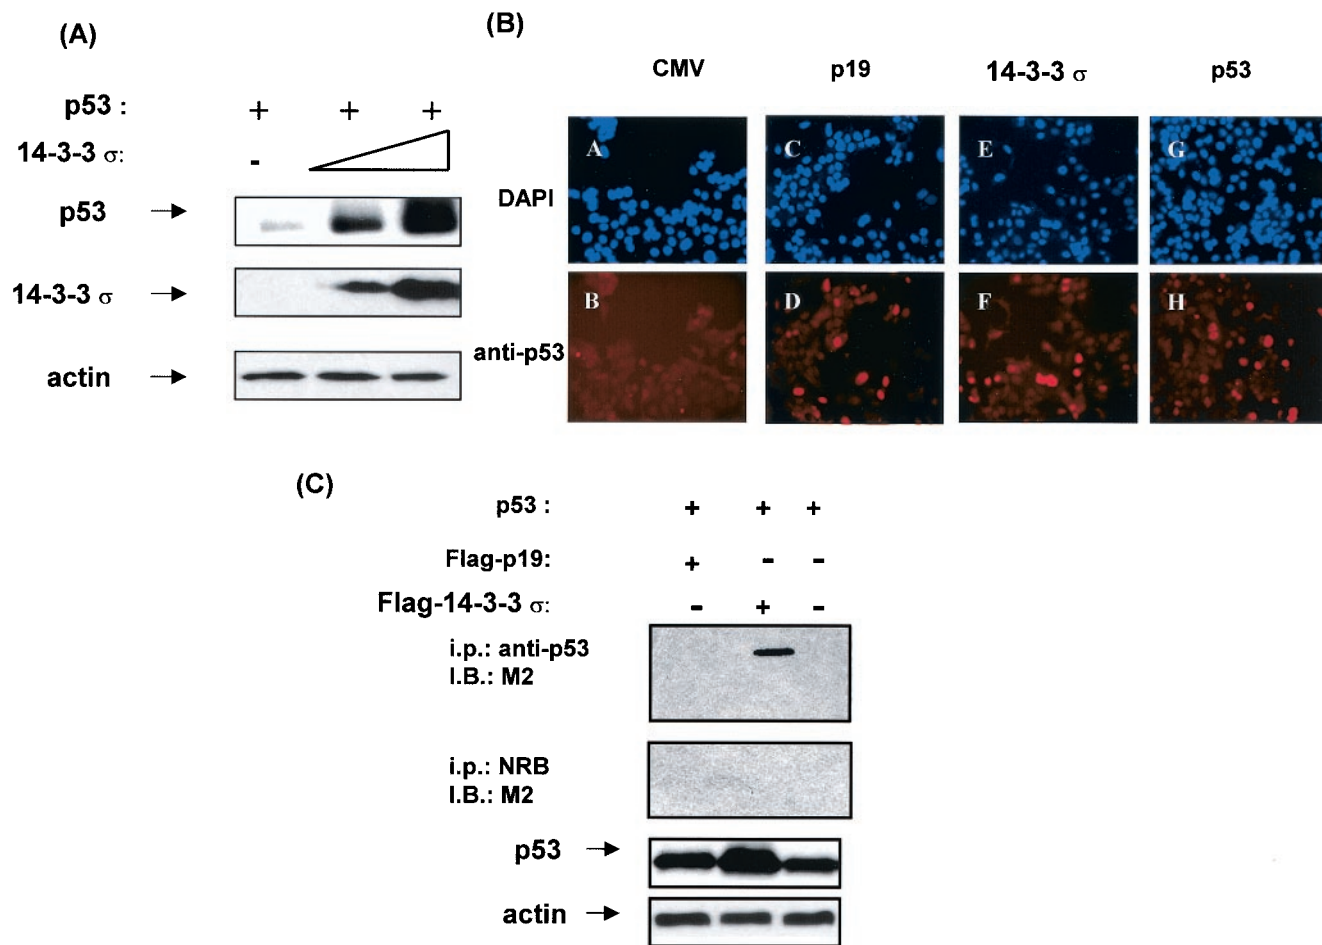 (A)
p53 : + + +
14-3-3 σ: -
p53
14-3-3 σ
actin
(B)
CMV p19 14-3-3 σ p53
DAPI
A C E G
anti-p53
B D F H
(C)
p53 : + + +
Flag-p19: + - -
Flag-14-3-3 σ: - + -
i.p.: anti-p53
I.B.: M2
i.p.: NRB
I.B.: M2
p53
actin